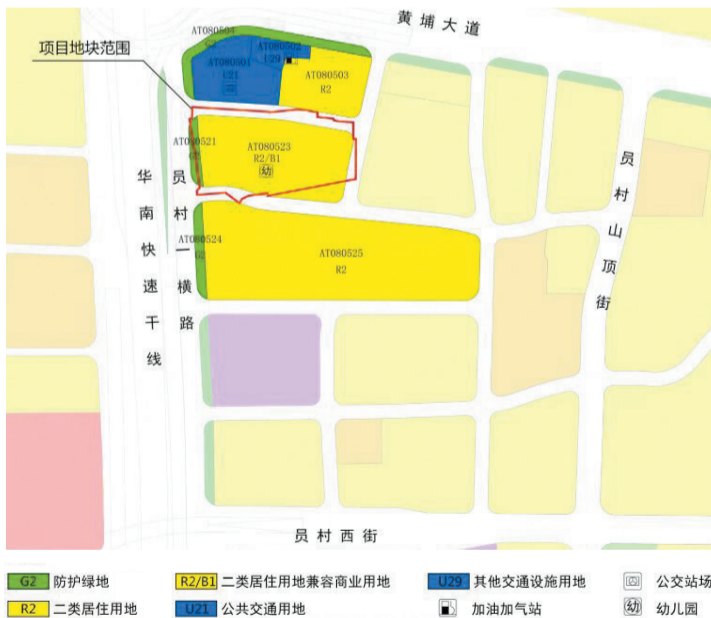 黄埔大道
项目地块范围
AT080504
G2
AT080502
U29
AT080501
U21
AT080503
R2
AT080521
G2
AT080523
R2/B1
幼
AT080524
G2
AT080525
R2
华南快速干线
员村一横路
员村山顶街
员村西街
G2 防护绿地
R2/B1 二类居住用地兼容商业用地
U29 其他交通设施用地
公交站场
R2 二类居住用地
U21 公共交通用地
加油加气站
幼 幼儿园